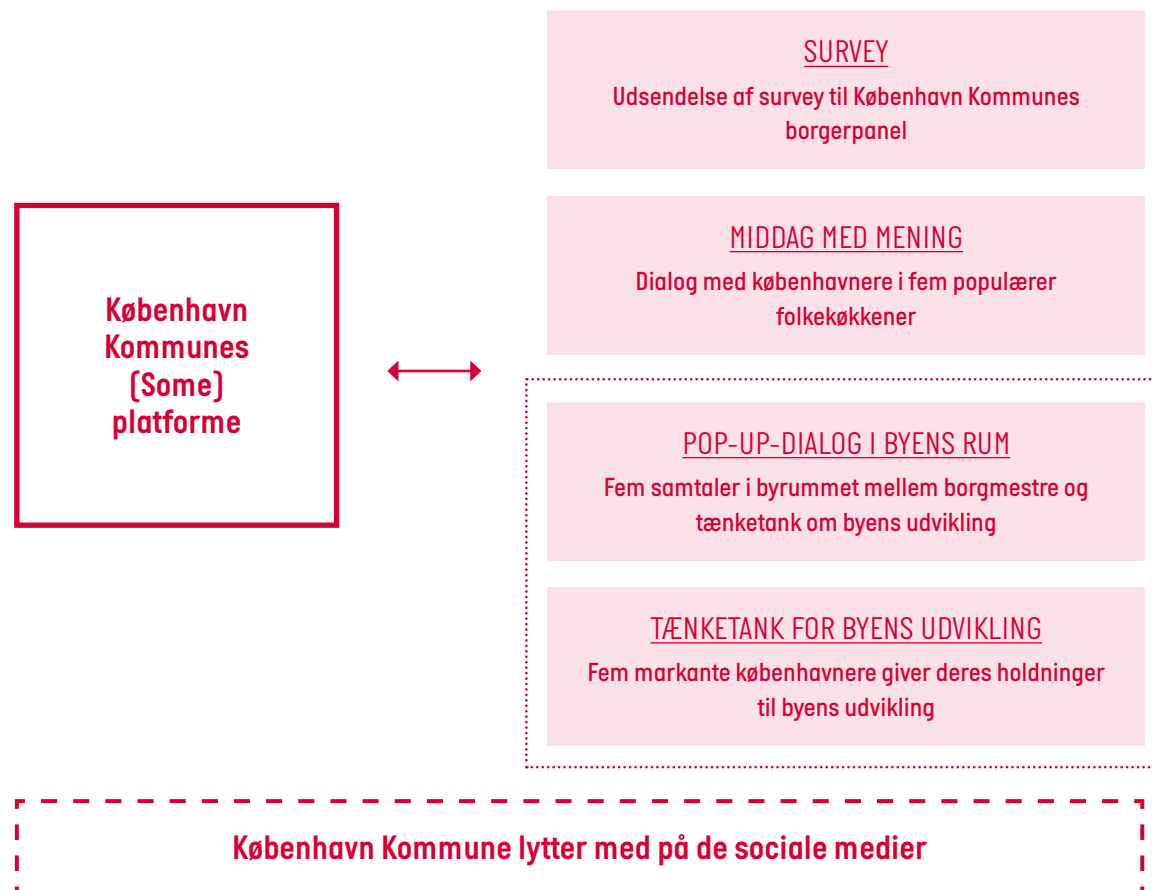 København
Kommunes
(Some)
platforme
SURVEY
Udsendelse af survey til København Kommunes
borgerpanel
MIDDAG MED MENING
Dialog med københavnere i fem populærer
folkekøkkener
POP-UP-DIALOG I BYENS RUM
Fem samtaler i byrummet mellem borgmestre og
tænketank om byens udvikling
TÆNKETANK FOR BYENS UDVIKLING
Fem markante københavnere giver deres holdninger
til byens udvikling
København Kommune lytter med på de sociale medier